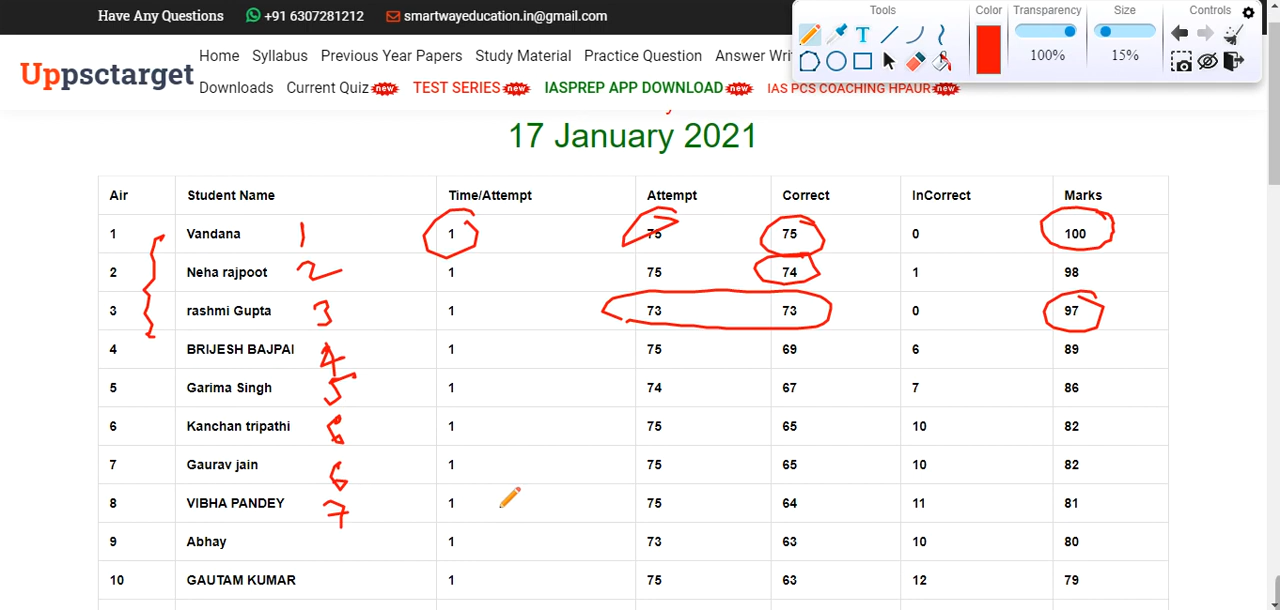 Have Any Questions +91 6307281212 smartwayeducation.in@gmail.com
Tools Color Transparency Size Controls
100% 15%
Uppsctarget
Home Syllabus Previous Year Papers Study Material Practice Question Answer Wri
Downloads Current Quiz new TEST SERIES new IASPREP APP DOWNLOAD new IAS PCS COACHING HPAUR new
17 January 2021
Air Student Name Time/Attempt Attempt Correct InCorrect Marks
1 Vandana 1 1 75 75 0 100
2 Neha rajpoot 2 1 75 74 1 98
3 rashmi Gupta 3 1 73 73 0 97
4 BRIJESH BAJPAI 4 1 75 69 6 89
5 Garima Singh 5 1 74 67 7 86
6 Kanchan tripathi 6 1 75 65 10 82
7 Gaurav jain 6 1 75 65 10 82
8 VIBHA PANDEY 7 1 75 64 11 81
9 Abhay 1 73 63 10 80
10 GAUTAM KUMAR 1 75 63 12 79